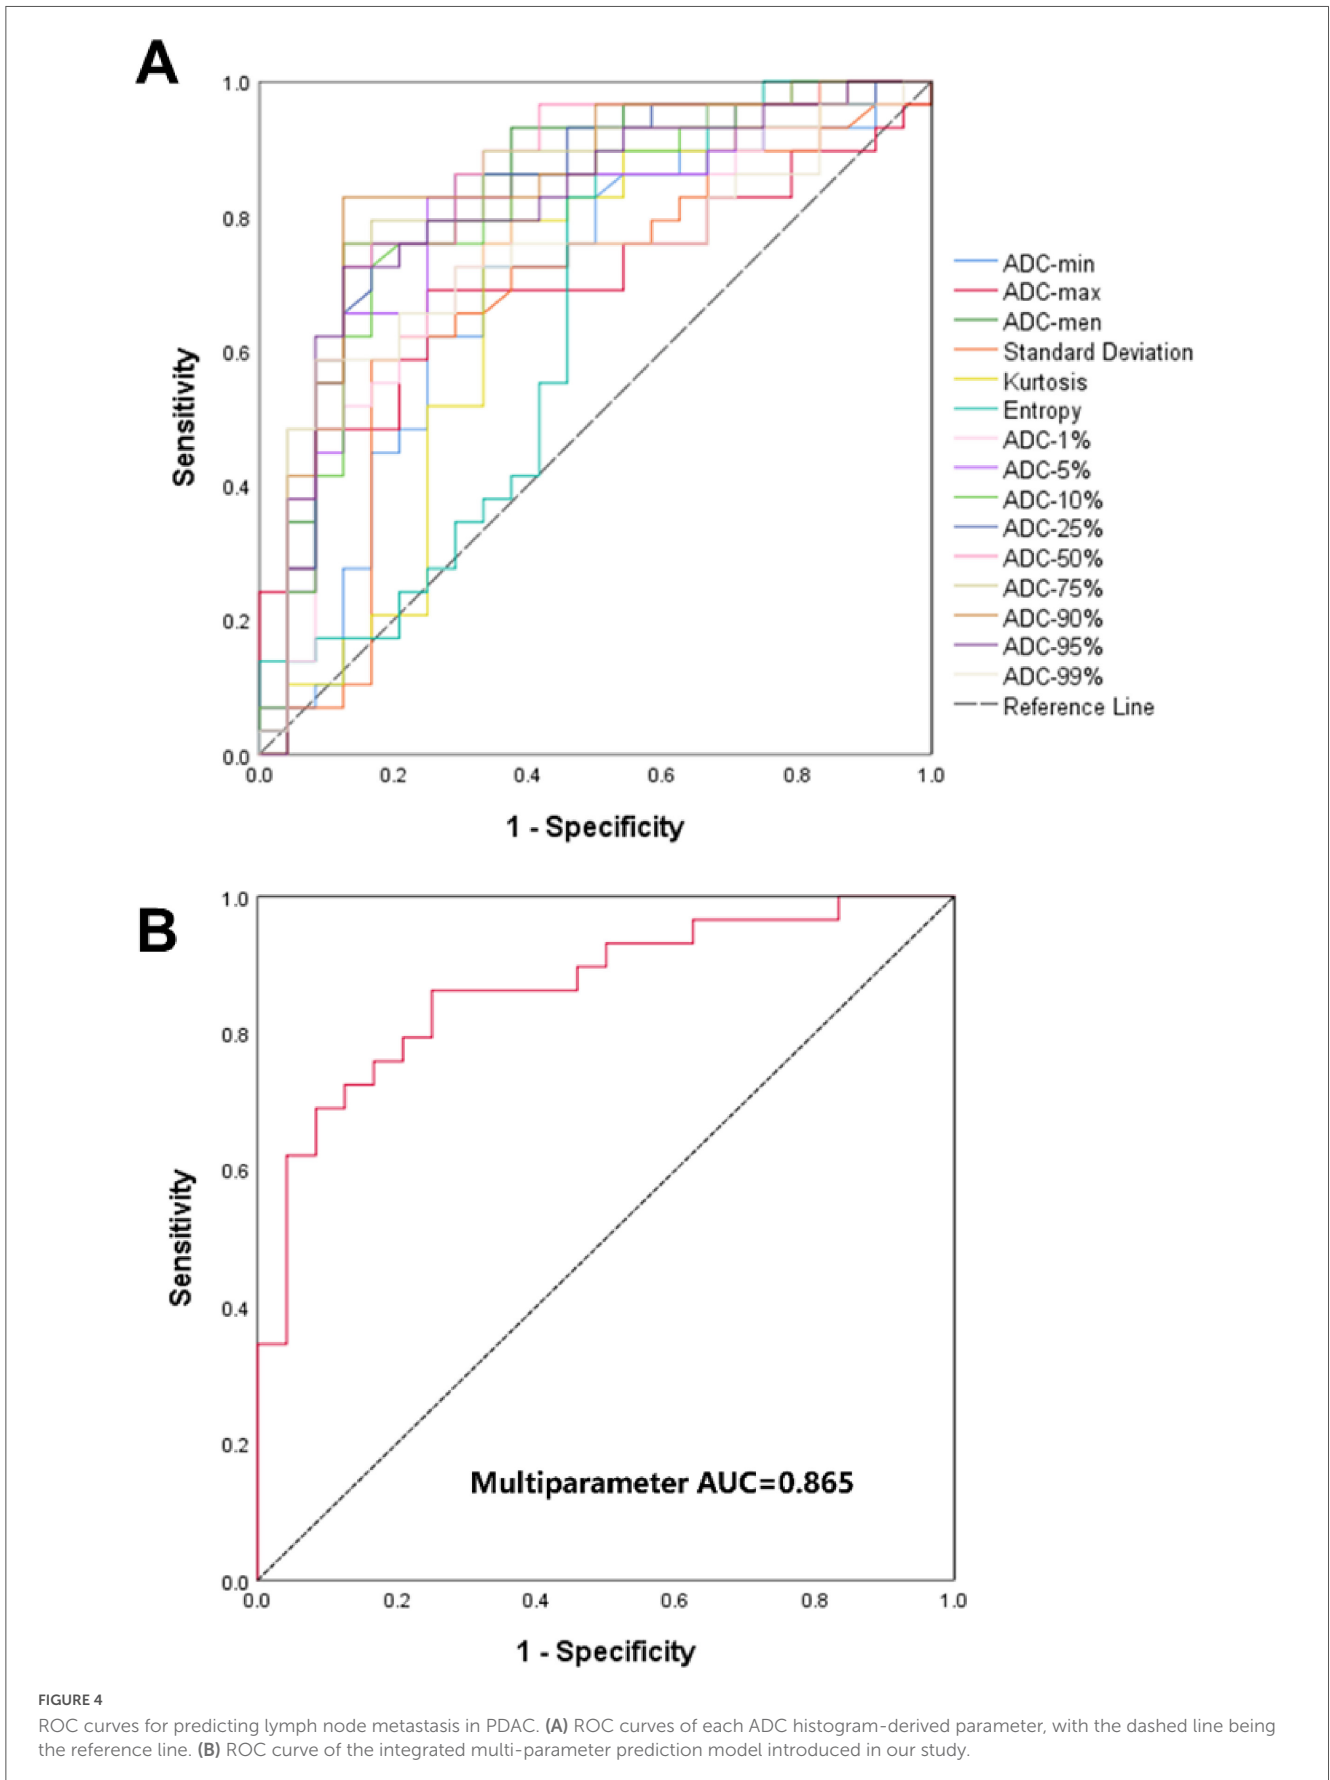 A
1.0
0.8
0.6
0.4
0.2
0.0
Sensitivity
0.0 0.2 0.4 0.6 0.8 1.0
1 - Specificity
ADC-min
ADC-max
ADC-men
Standard Deviation
Kurtosis
Entropy
ADC-1%
ADC-5%
ADC-10%
ADC-25%
ADC-50%
ADC-75%
ADC-90%
ADC-95%
ADC-99%
Reference Line
B
1.0
0.8
0.6
0.4
0.2
0.0
Sensitivity
Multiparameter AUC=0.865
0.0 0.2 0.4 0.6 0.8 1.0
1 - Specificity
FIGURE 4
ROC curves for predicting lymph node metastasis in PDAC. (A) ROC curves of each ADC histogram-derived parameter, with the dashed line being
the reference line. (B) ROC curve of the integrated multi-parameter prediction model introduced in our study.